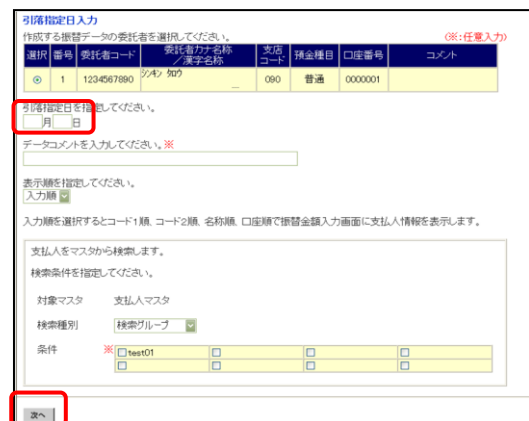 引落指定日入力
作成する振替データの委託者を選択してください。 (※:任意入力)
選択 番号 委託者コード 委託者カナ名称／漢字名称 支店コード 預金種目 口座番号 コメント
1 1234567890 ｼﾝｷﾝ ﾀﾛｳ 090 普通 0000001
引落指定日を指定してください。
月 日
データコメントを入力してください。※
表示順を指定してください。
入力順
入力順を選択するとコード1順、コード2順、名称順、口座順で振替金額入力画面に支払人情報を表示します。
支払人をマスタから検索します。
検索条件を指定してください。
対象マスタ 支払人マスタ
検索種別 検索グループ
条件 ※ test01
次へ